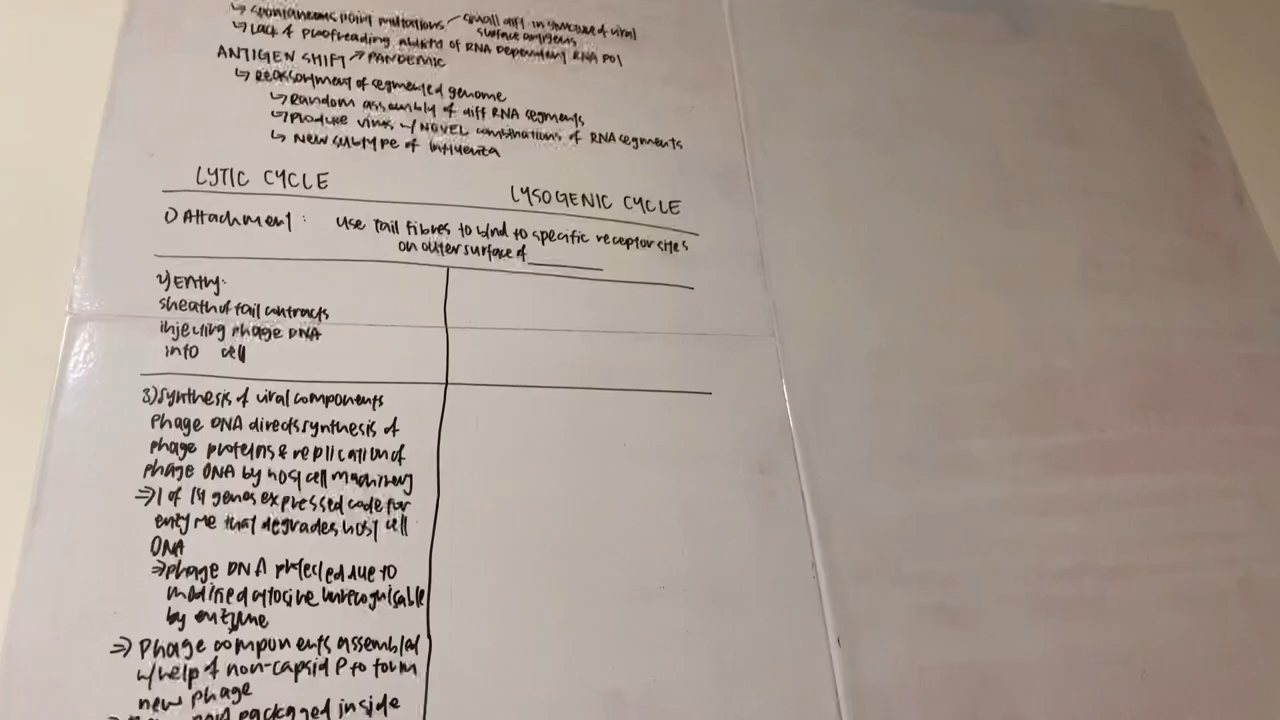 ↳ spontaneous point mutations – small diff in structure of viral
surface antigens
↳ Lack of proofreading ability of RNA Dependent RNA pol
ANTIGEN SHIFT ↗ PANDEMIC
↳ Reassortment of segmented genome
↳ Random assembly of diff RNA segments
↳ Produce virus w/ NOVEL combinations of RNA segments
↳ New subtype of influenza
LYTIC CYCLE
LYSOGENIC CYCLE
1) Attachment: use tail fibres to bind to specific receptor sites
on outer surface of ______
2) Entry:
sheath of tail contracts
injecting phage DNA
into cell
3) synthesis of viral components
Phage DNA directs synthesis of
phage proteins & replication of
phage DNA by host cell machinery
⇒ 1 of 1st genes expressed code for
enzyme that degrades host cell
DNA
⇒ phage DNA protected due to
modified cytosine unrecognisable
by enzyme
⇒ Phage components assembled
w/ help of non-capsid P to form
new phage
packaged inside